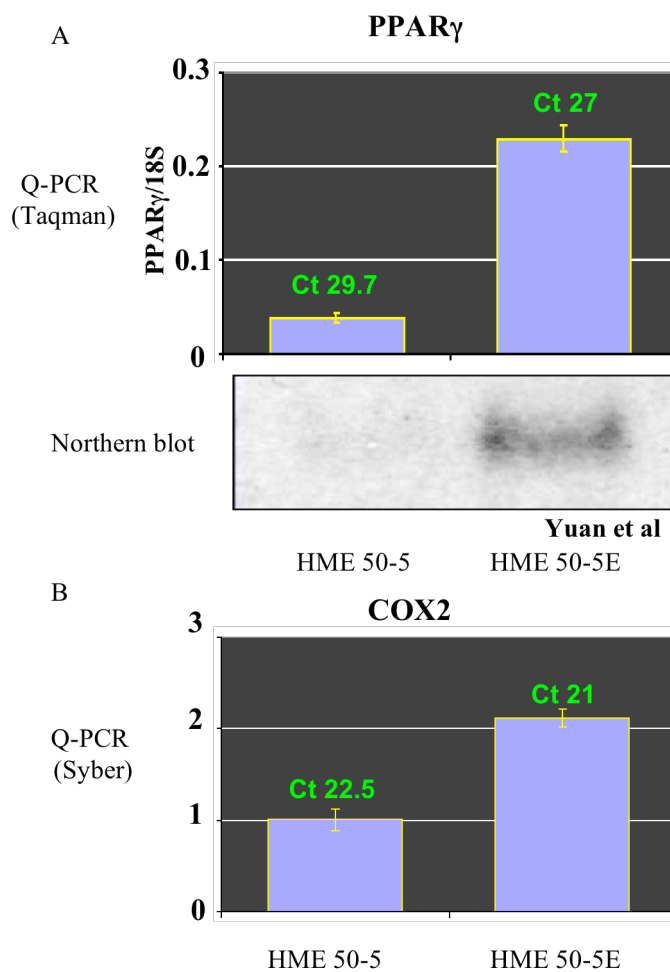 A
PPARγ
Q-PCR
(Taqman)
PPARγ/18S
0.3
0.2
0.1
0
Ct 29.7
Ct 27
Northern blot
Yuan et al
HME 50-5
HME 50-5E
B
COX2
Q-PCR
(Syber)
3
2
1
0
Ct 22.5
Ct 21
HME 50-5
HME 50-5E